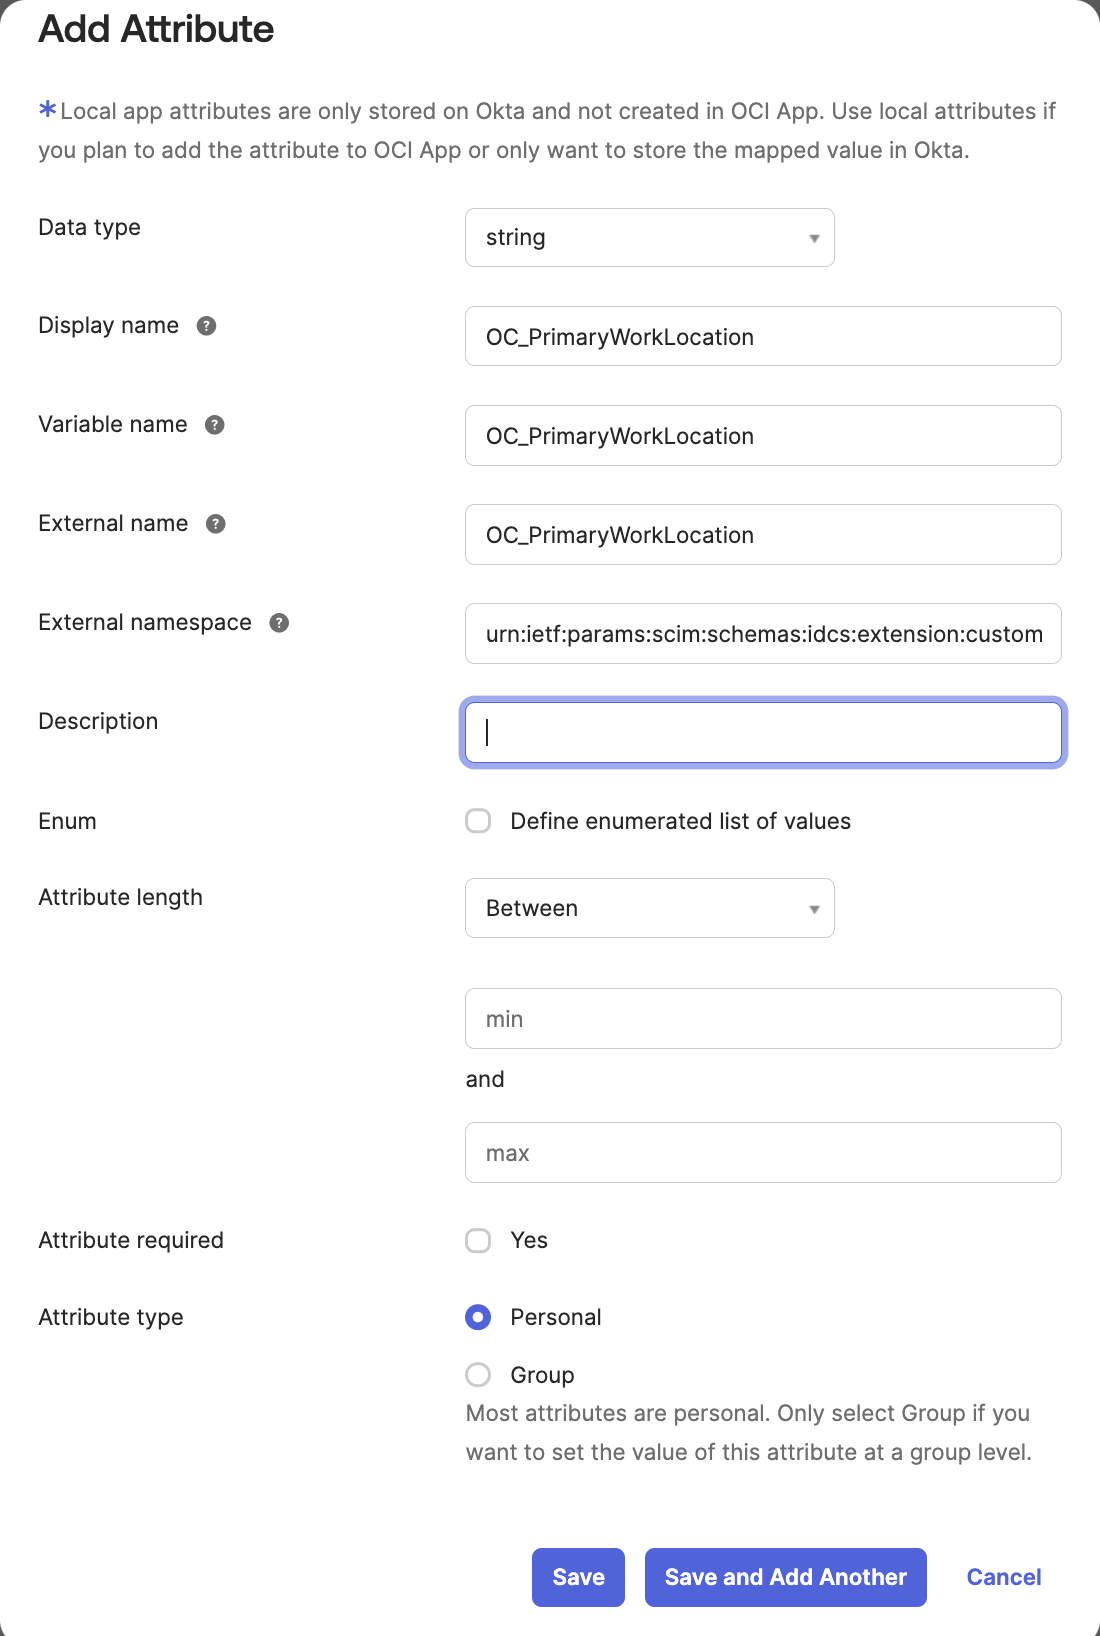 Add Attribute
*Local app attributes are only stored on Okta and not created in OCI App. Use local attributes if
you plan to add the attribute to OCI App or only want to store the mapped value in Okta.
Data type
string
Display name ?
OC_PrimaryWorkLocation
Variable name ?
OC_PrimaryWorkLocation
External name ?
OC_PrimaryWorkLocation
External namespace ?
urn:ietf:params:scim:schemas:idcs:extension:custom
Description
Enum
Define enumerated list of values
Attribute length
Between
min
and
max
Attribute required
Yes
Attribute type
Personal
Group
Most attributes are personal. Only select Group if you
want to set the value of this attribute at a group level.
Save
Save and Add Another
Cancel